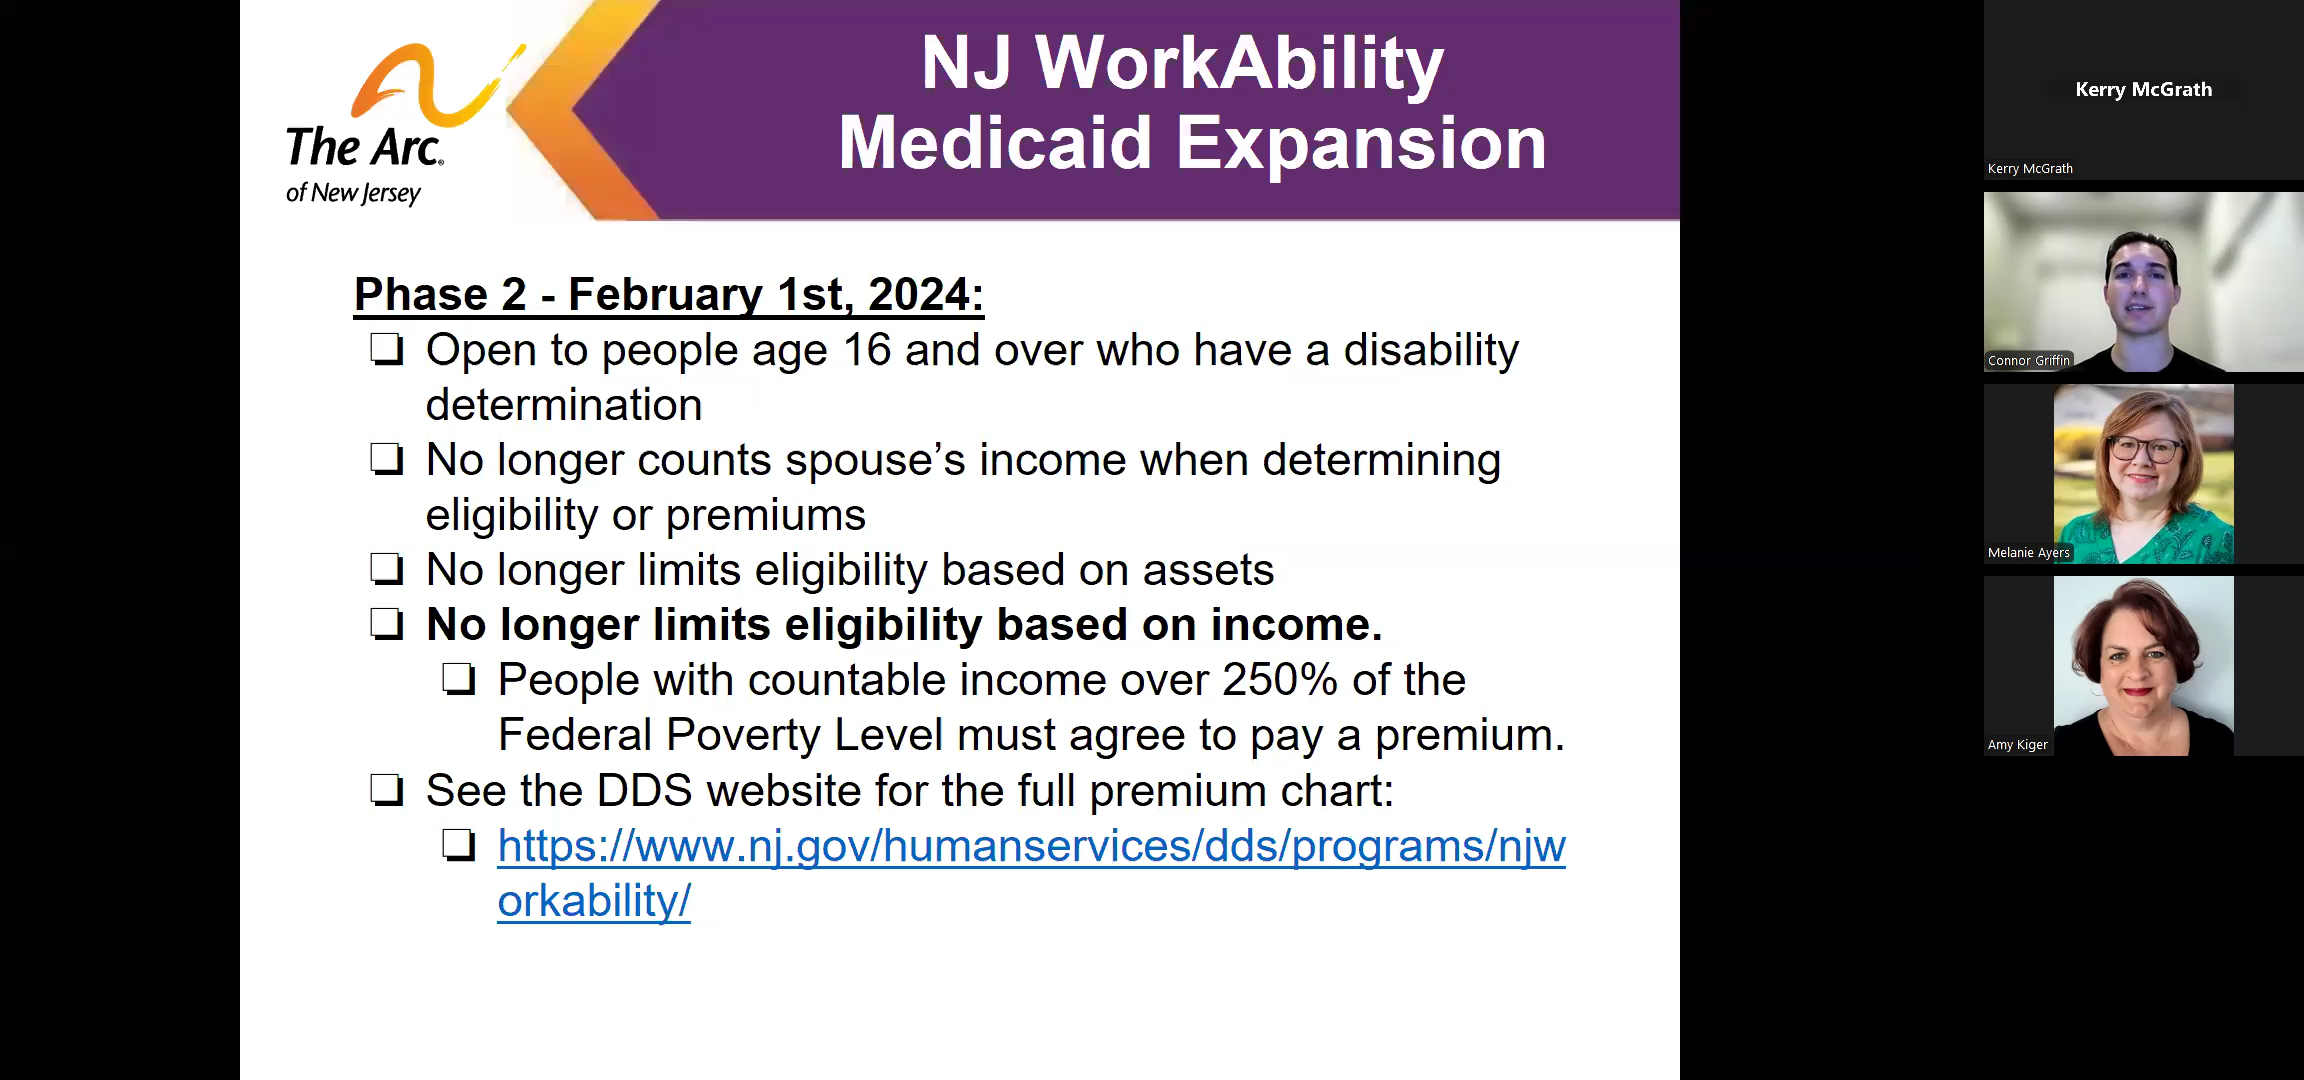 The Arc
of New Jersey
NJ WorkAbility
Medicaid Expansion
Phase 2 - February 1st, 2024:
Open to people age 16 and over who have a disability
determination
No longer counts spouse’s income when determining
eligibility or premiums
No longer limits eligibility based on assets
No longer limits eligibility based on income.
People with countable income over 250% of the
Federal Poverty Level must agree to pay a premium.
See the DDS website for the full premium chart:
https://www.nj.gov/humanservices/dds/programs/njw
orkability/
Kerry McGrath
Kerry McGrath
Connor Griffin
Melanie Ayers
Amy Kiger